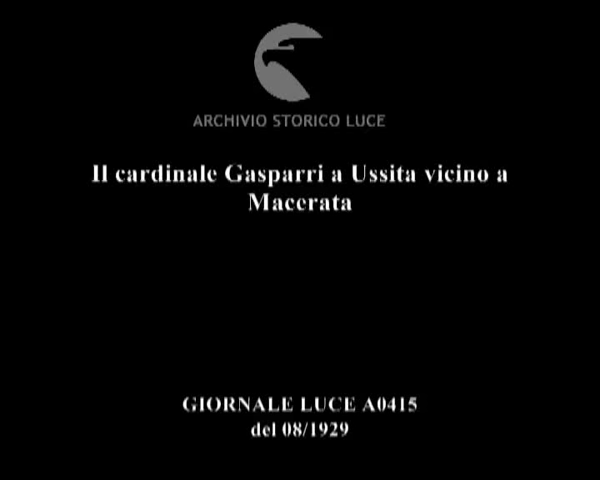 ARCHIVIO STORICO LUCE
Il cardinale Gasparri a Ussita vicino a
Macerata
GIORNALE LUCE A0415
del 08/1929